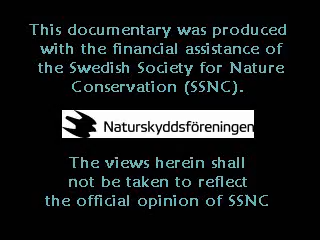 This documentary was produced
with the financial assistance of
the Swedish Society for Nature
Conservation (SSNC).
Naturskyddsföreningen
The views herein shall
not be taken to reflect
the official opinion of SSNC